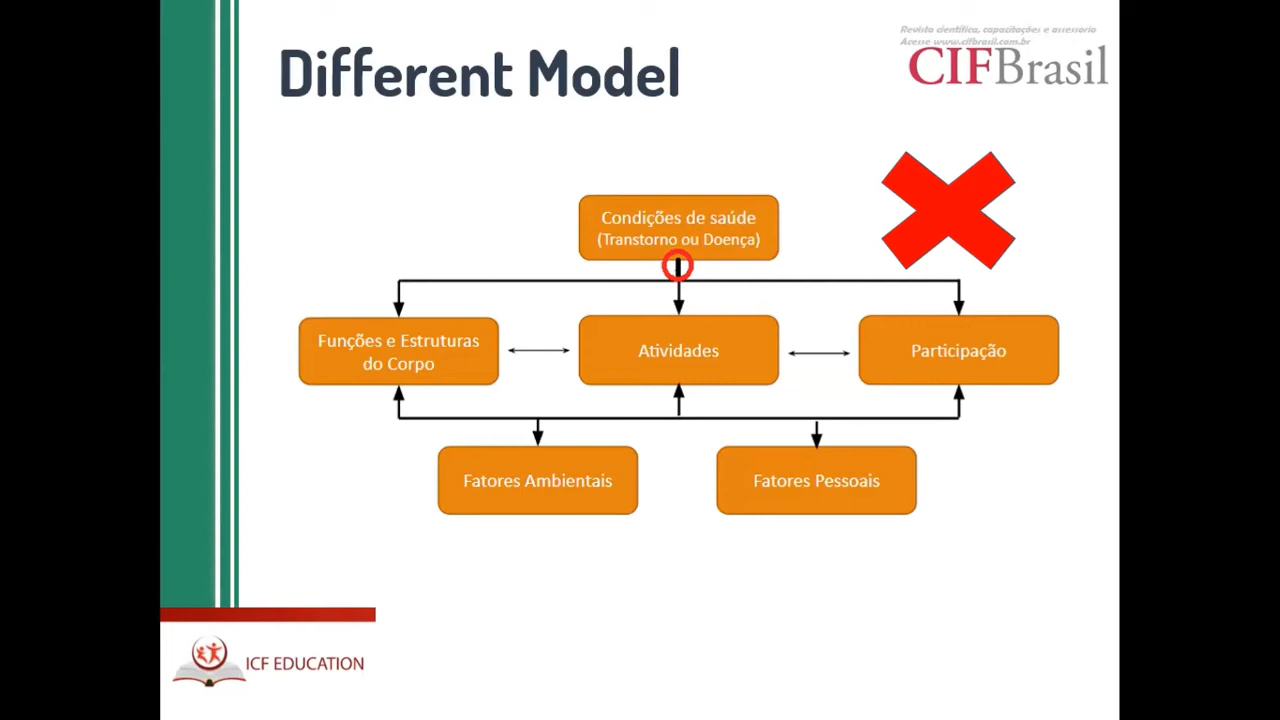 Different Model
Revista científica, capacitações e assessorio
Acesse www.cifbrasil.com.br
CIFBrasil
Condições de saúde
(Transtorno ou Doença)
Funções e Estruturas
do Corpo
Atividades
Participação
Fatores Ambientais
Fatores Pessoais
ICF EDUCATION